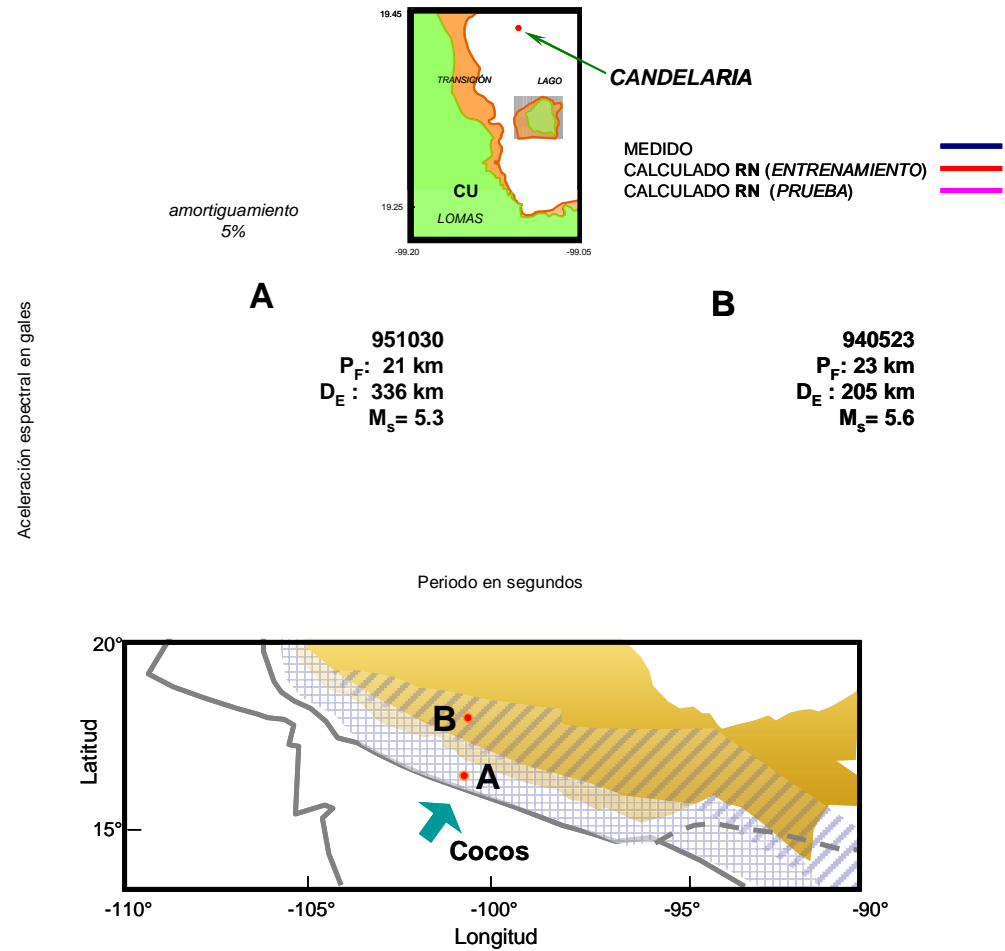 19.45
TRANSICIÓN
LAGO
CANDELARIA
MEDIDO
CALCULADO RN (ENTRENAMIENTO)
CALCULADO RN (PRUEBA)
CU
LOMAS
19.25
-99.20
-99.05
amortiguamiento
5%
Aceleración espectral en gales
A
951030
PF: 21 km
DE : 336 km
Ms= 5.3
B
940523
PF: 23 km
DE : 205 km
Ms= 5.6
Periodo en segundos
20°
B
A
Latitud
15°
Cocos
-110°
-105°
-100°
-95°
-90°
Longitud